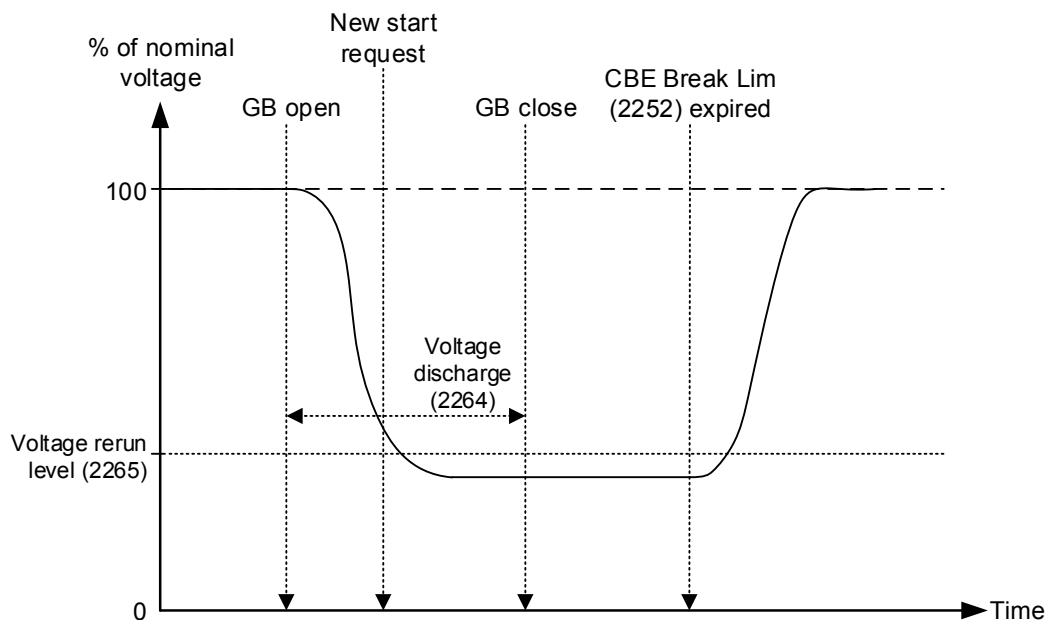 New start
request
% of nominal
voltage
GB open
GB close
CBE Break Lim
(2252) expired
100
Voltage
discharge
(2264)
Voltage rerun
level (2265)
0
Time